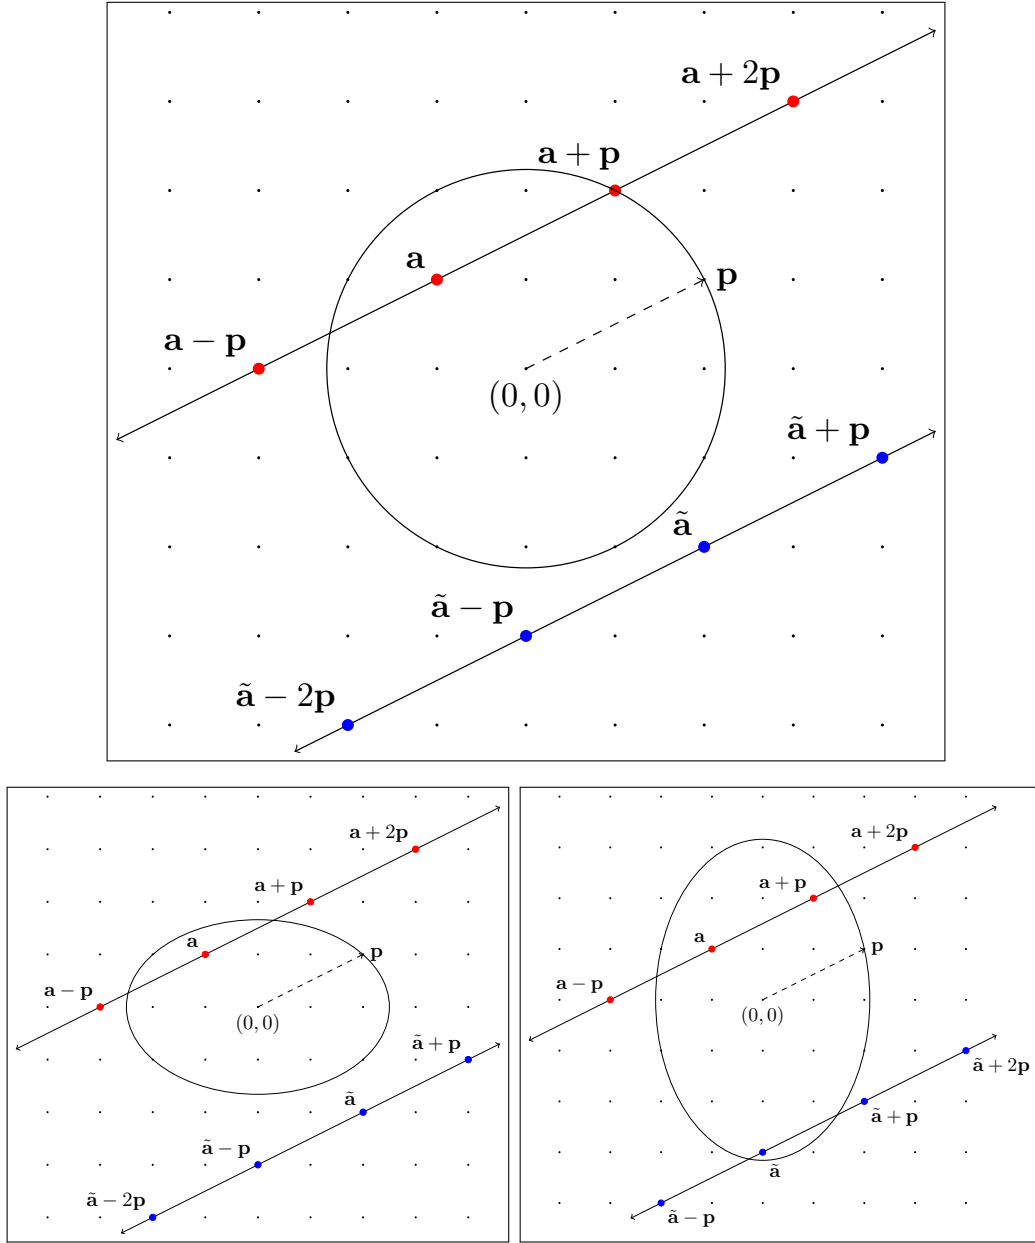 a + 2p
a + p
a
p
a − p
(0, 0)
ã + p
ã
ã − p
ã − 2p
a + 2p
a + p
a
p
a − p
(0, 0)
ã + p
ã
ã − p
ã − 2p
a + 2p
a + p
a
p
a − p
(0, 0)
ã + 2p
ã + p
ã
ã − p